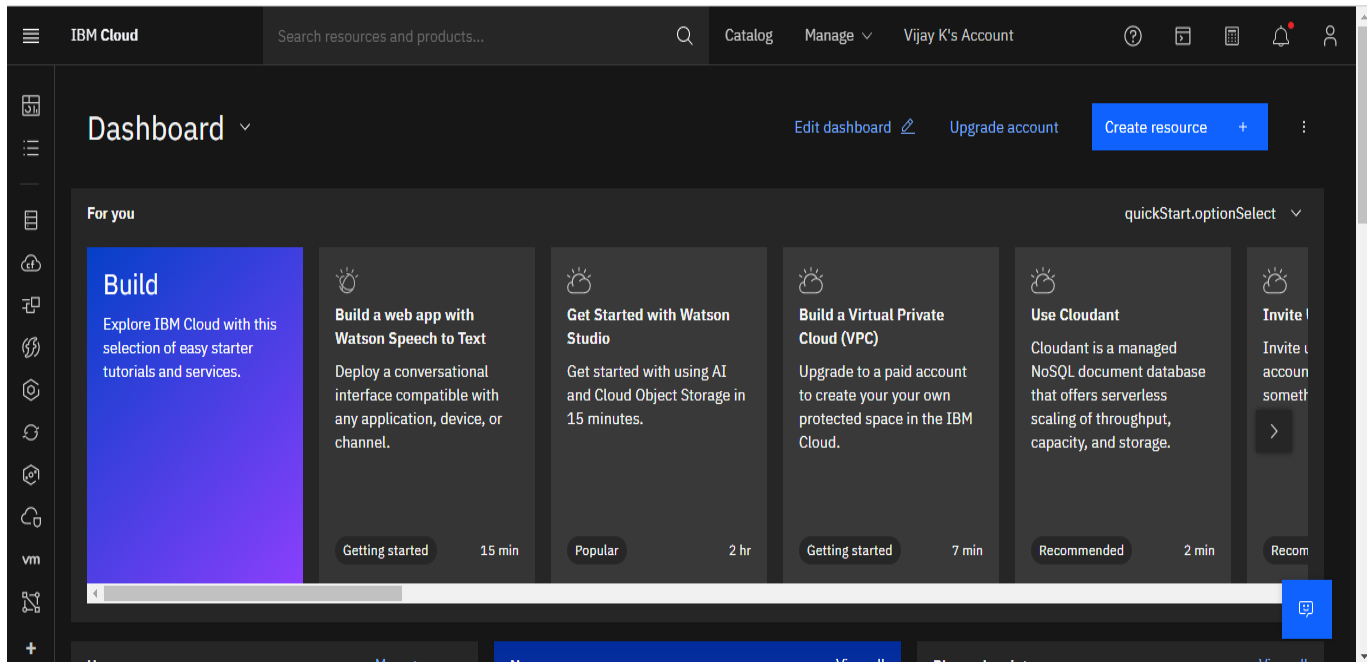 IBM Cloud
Search resources and products...
Catalog
Manage
Vijay K's Account
Dashboard
Edit dashboard
Upgrade account
Create resource +
For you
quickStart.optionSelect
Build
Explore IBM Cloud with this
selection of easy starter
tutorials and services.
Build a web app with
Watson Speech to Text
Deploy a conversational
interface compatible with
any application, device, or
channel.
Getting started
15 min
Get Started with Watson
Studio
Get started with using AI
and Cloud Object Storage in
15 minutes.
Popular
2 hr
Build a Virtual Private
Cloud (VPC)
Upgrade to a paid account
to create your your own
protected space in the IBM
Cloud.
Getting started
7 min
Use Cloudant
Cloudant is a managed
NoSQL document database
that offers serverless
scaling of throughput,
capacity, and storage.
Recommended
2 min
Invite
Invite
accoun
someth
Recom
cf
vm